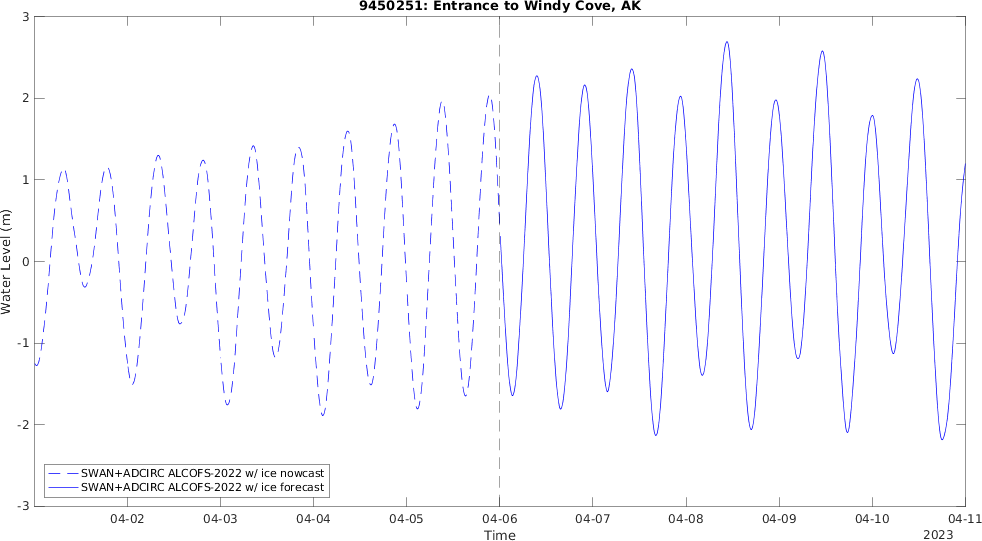 9450251: Entrance to Windy Cove, AK
3
2
1
0
-1
-2
-3
Water Level (m)
SWAN+ADCIRC ALCOFS-2022 w/ ice nowcast
SWAN+ADCIRC ALCOFS-2022 w/ ice forecast
04-02 04-03 04-04 04-05 04-06 04-07 04-08 04-09 04-10 04-11
Time
2023